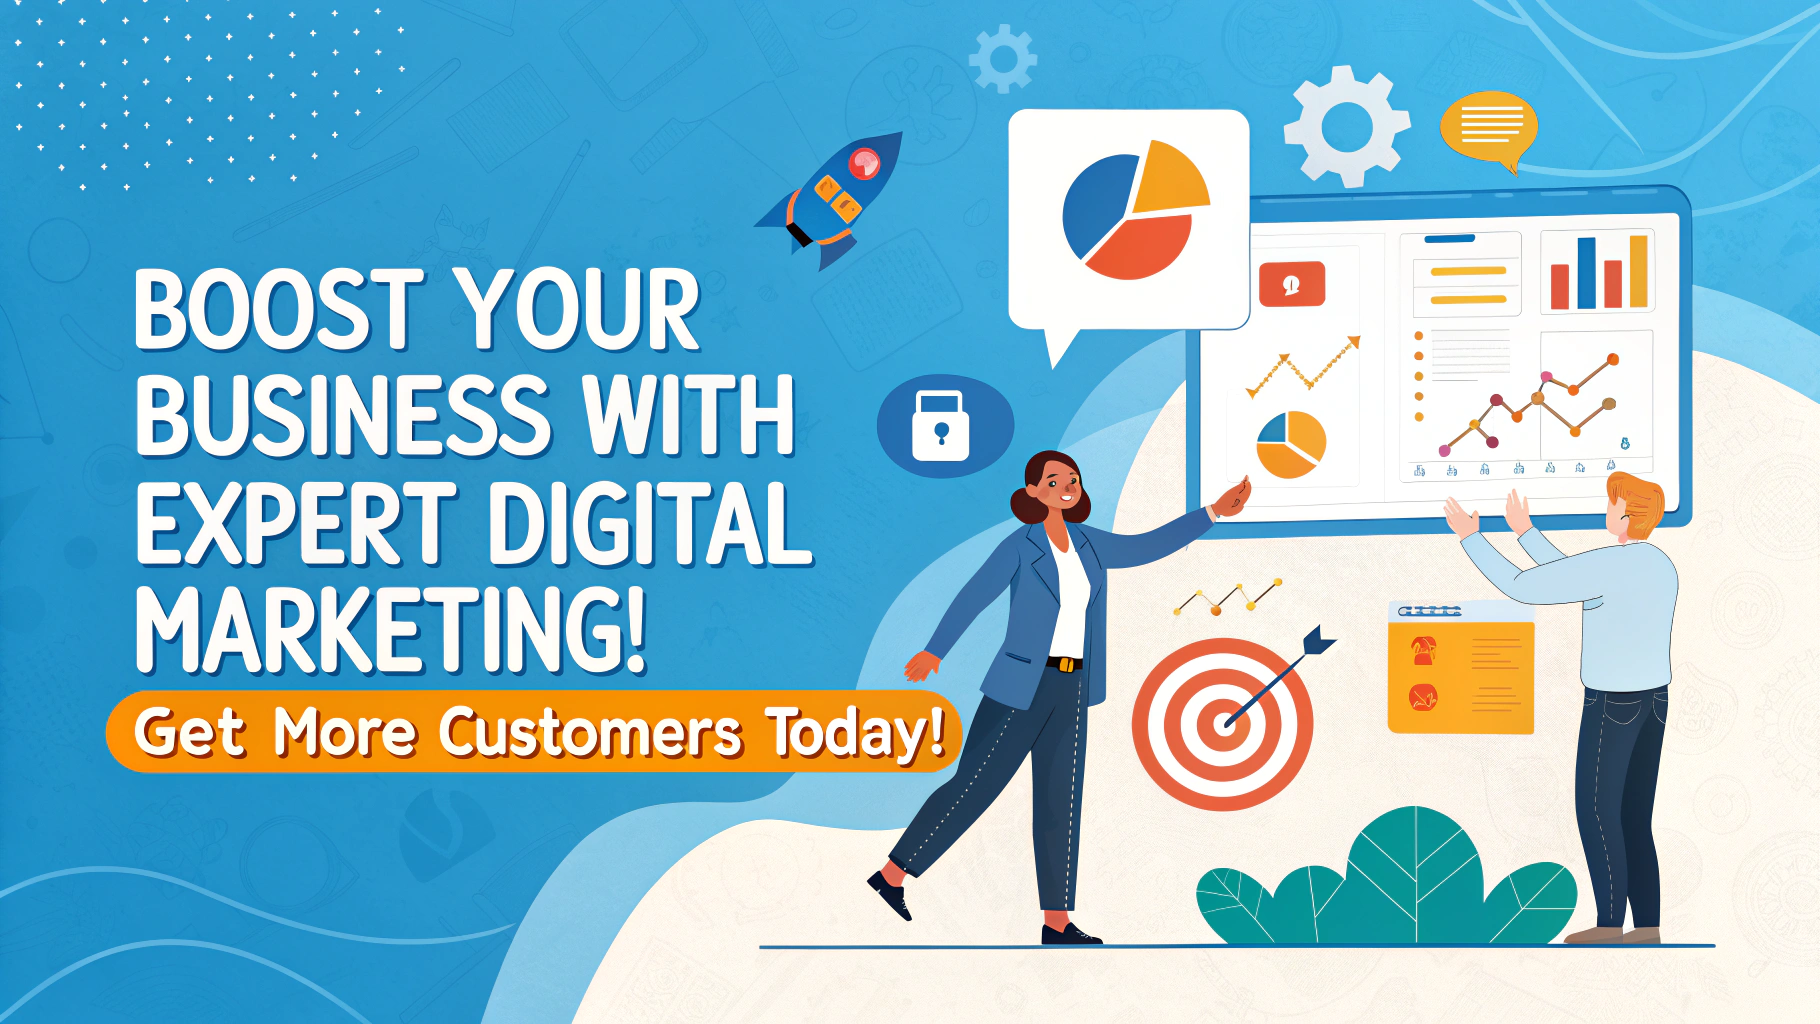 BOOST YOUR
BUSINESS WITH
EXPERT DIGITAL
MARKETING!
Get More Customers Today!